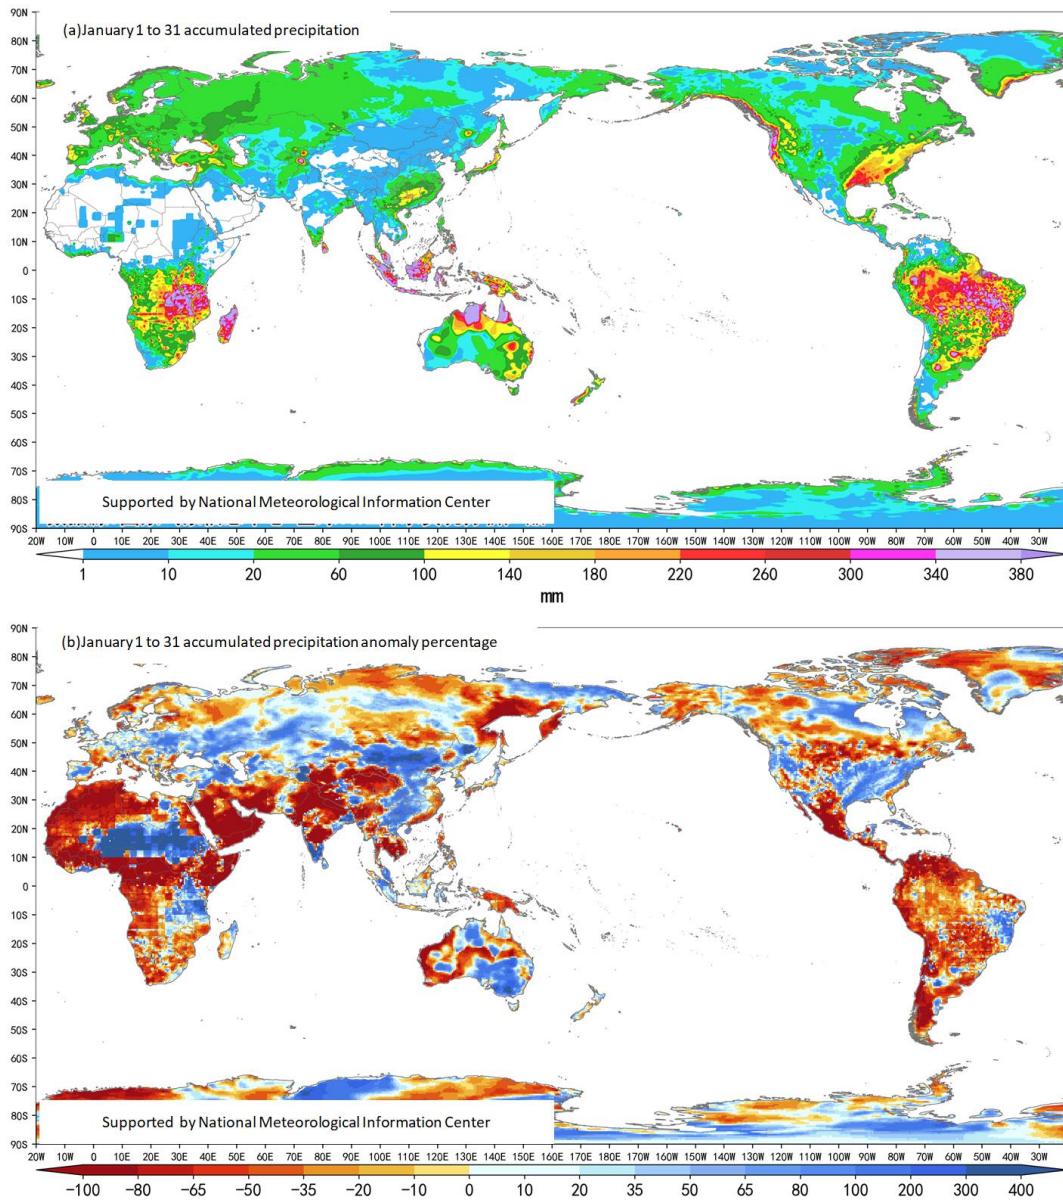 90N
(a)January 1 to 31 accumulated precipitation
80N
70N
60N
50N
40N
30N
20N
10N
0
10S
20S
30S
40S
50S
60S
70S
80S
Supported by National Meteorological Information Center
90S
20W 10W 0 10E 20E 30E 40E 50E 60E 70E 80E 90E 100E 110E 120E 130E 140E 150E 160E 170E 180 170W 160W 150W 140W 130W 120W 110W 100W 90W 80W 70W 60W 50W 40W 30W
1 10 20 60 100 140 180 220 260 300 340 380
mm
90N
(b)January 1 to 31 accumulated precipitation anomaly percentage
80N
70N
60N
50N
40N
30N
20N
10N
0
10S
20S
30S
40S
50S
60S
70S
80S
Supported by National Meteorological Information Center
90S
20W 10W 0 10E 20E 30E 40E 50E 60E 70E 80E 90E 100E 110E 120E 130E 140E 150E 160E 170E 180 170W 160W 150W 140W 130W 120W 110W 100W 90W 80W 70W 60W 50W 40W 30W
−100 −80 −65 −50 −35 −20 −10 0 10 20 35 50 65 80 100 200 300 400